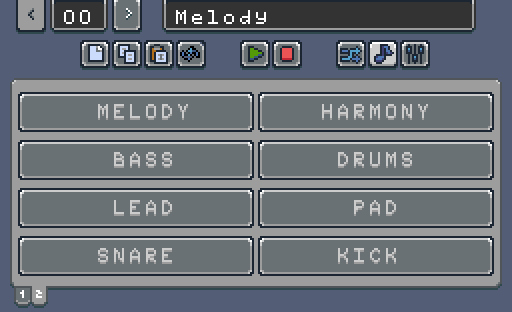 < 00 > Melody
MELODY HARMONY
BASS DRUMS
LEAD PAD
SNARE KICK
1 2